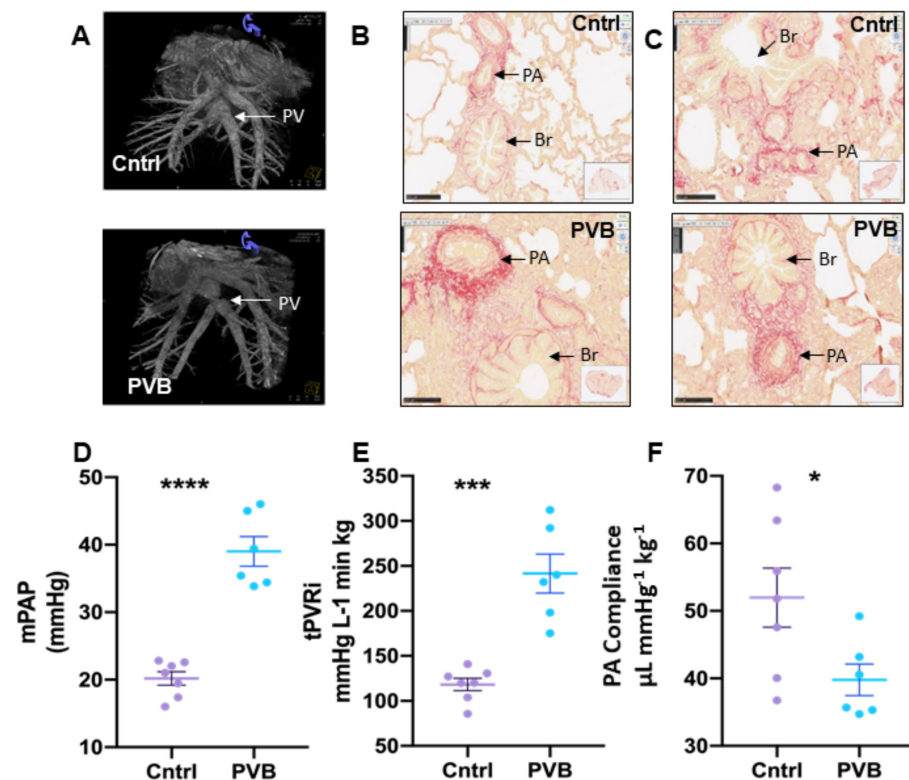 A
PV
Cntrl
PV
PVB
B
Cntrl
PA
Br
PVB
PA
Br
C
Cntrl
Br
PA
PVB
Br
PA
D
****
mPAP
(mmHg)
50
40
30
20
10
Cntrl PVB
E
***
tPVRi
mmHg L-1 min kg
350
300
250
200
150
100
50
Cntrl PVB
F
*
PA Compliance
µL mmHg⁻¹ kg⁻¹
70
60
50
40
30
Cntrl PVB